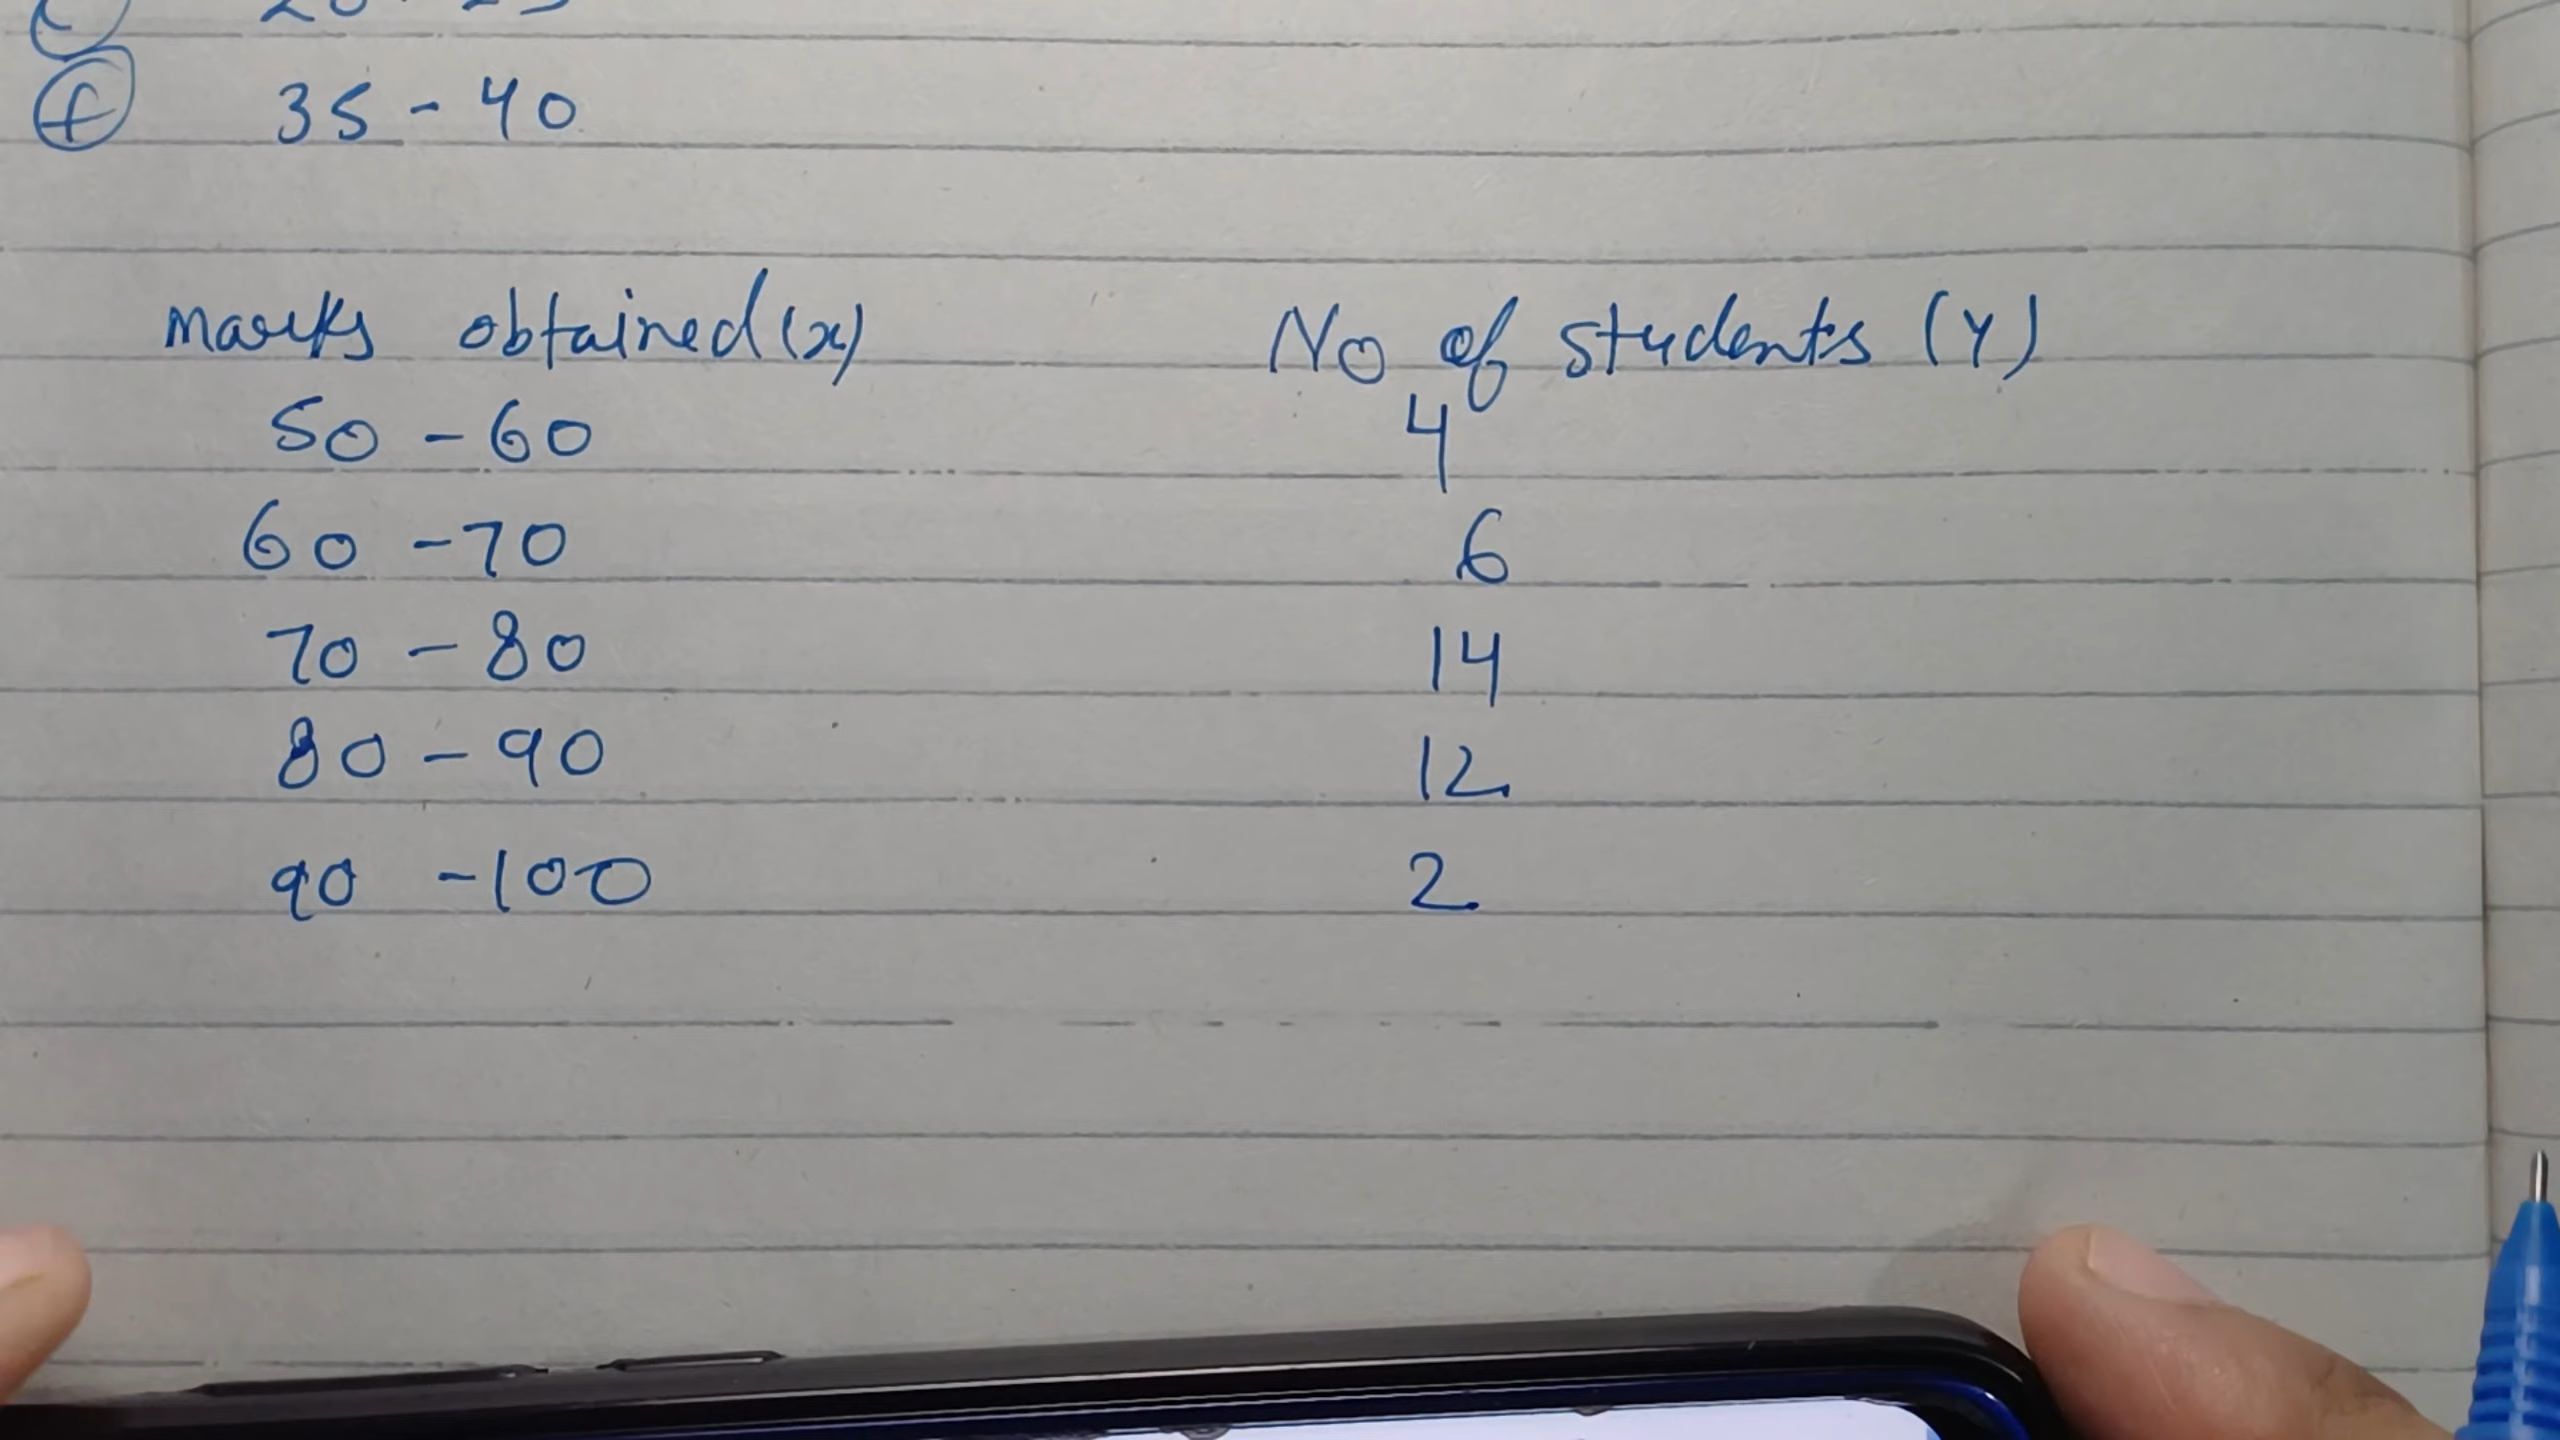 f 35 - 40
marks obtained (x) No of students (Y)
50 - 60 4
60 - 70 6
70 - 80 14
80 - 90 12
90 - 100 2